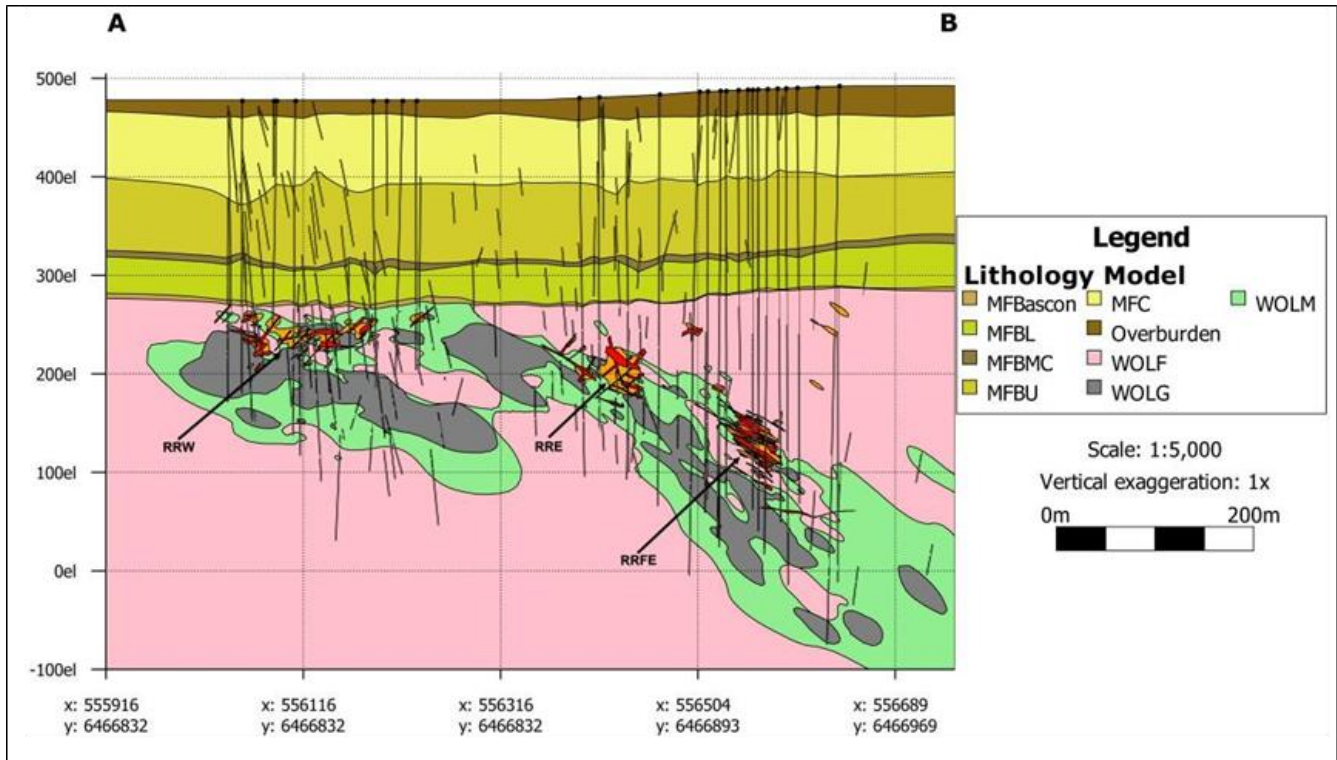 A
B
500el
400el
300el
200el
100el
0el
-100el
RRW
RRE
RRFE
x: 555916
y: 6466832
x: 556116
y: 6466832
x: 556316
y: 6466832
x: 556504
y: 6466893
x: 556689
y: 6466969
Legend
Lithology Model
MFBascon
MFC
WOLM
MFBL
Overburden
MFBMC
WOLF
MFBU
WOLG
Scale: 1:5,000
Vertical exaggeration: 1x
0m
200m